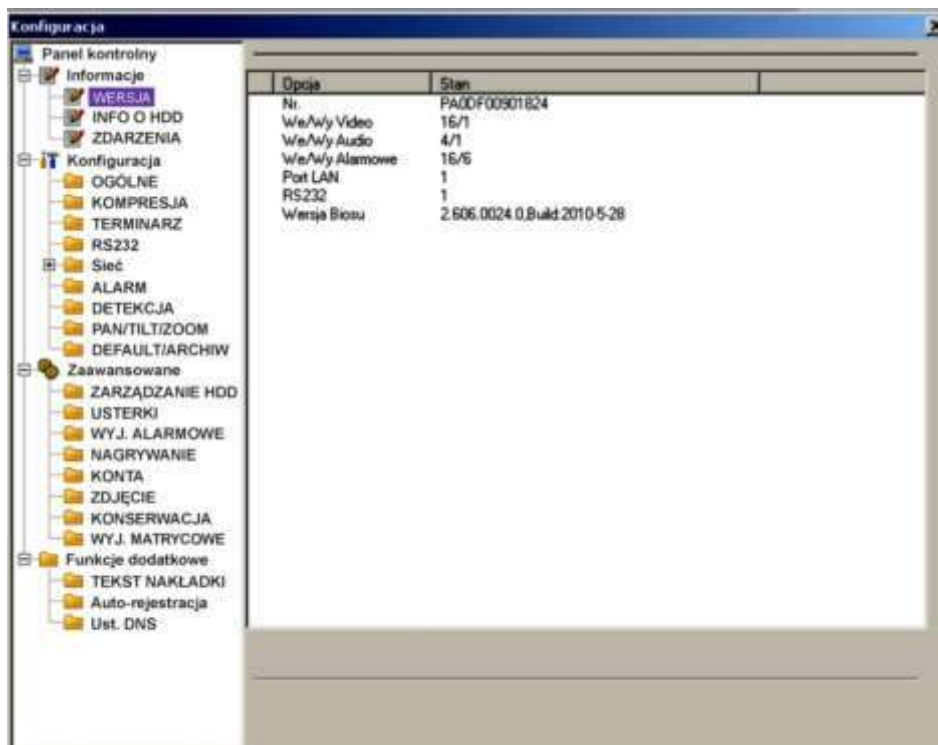 Konfiguracja
Panel kontrolny
Informacje
WERSJA
INFO O HDD
ZDARZENIA
Konfiguracja
OGÓLNE
KOMPRESJA
TERMINARZ
RS232
Sieć
ALARM
DETEKCJA
PAN/TILT/ZOOM
DEFAULT/ARCHIW
Zaawansowane
ZARZĄDZANIE HDD
USTERKI
WYJ. ALARMOWE
NAGRYWANIE
KONTA
ZDJĘCIE
KONSERWACJA
WYJ. MATRYCOWE
Funkcje dodatkowe
TEKST NAKŁADKI
Auto-rejestracja
Ust. DNS
Opcja Stan
Nr. PA0DF00901824
We/Wy Video 16/1
We/Wy Audio 4/1
We/Wy Alarmowe 16/6
Port LAN 1
RS232 1
Wersja Biosu 2.606.0024.0,Build:2010-5-28